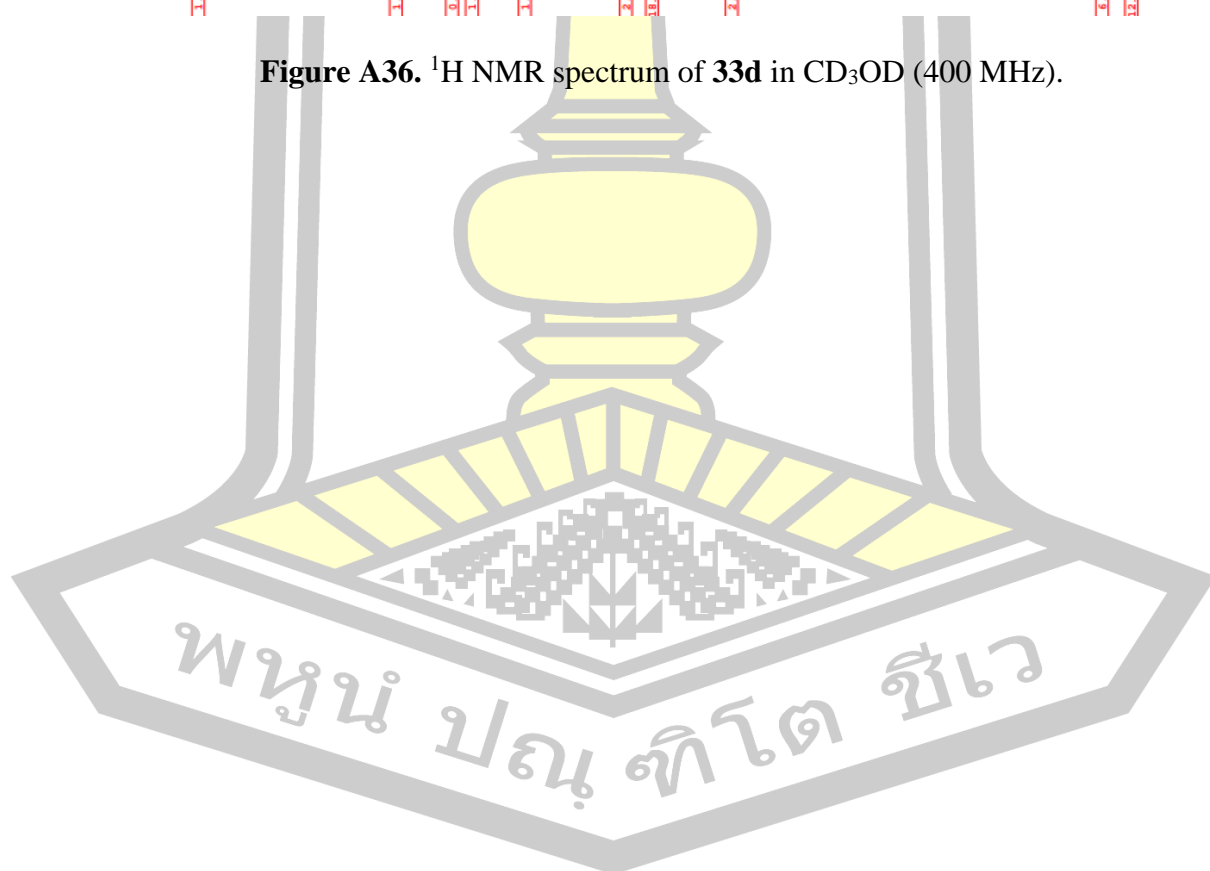 Figure A36. ¹H NMR spectrum of 33d in CD₃OD (400 MHz).
พหูนํ ปณฺฑิโต ชีเว